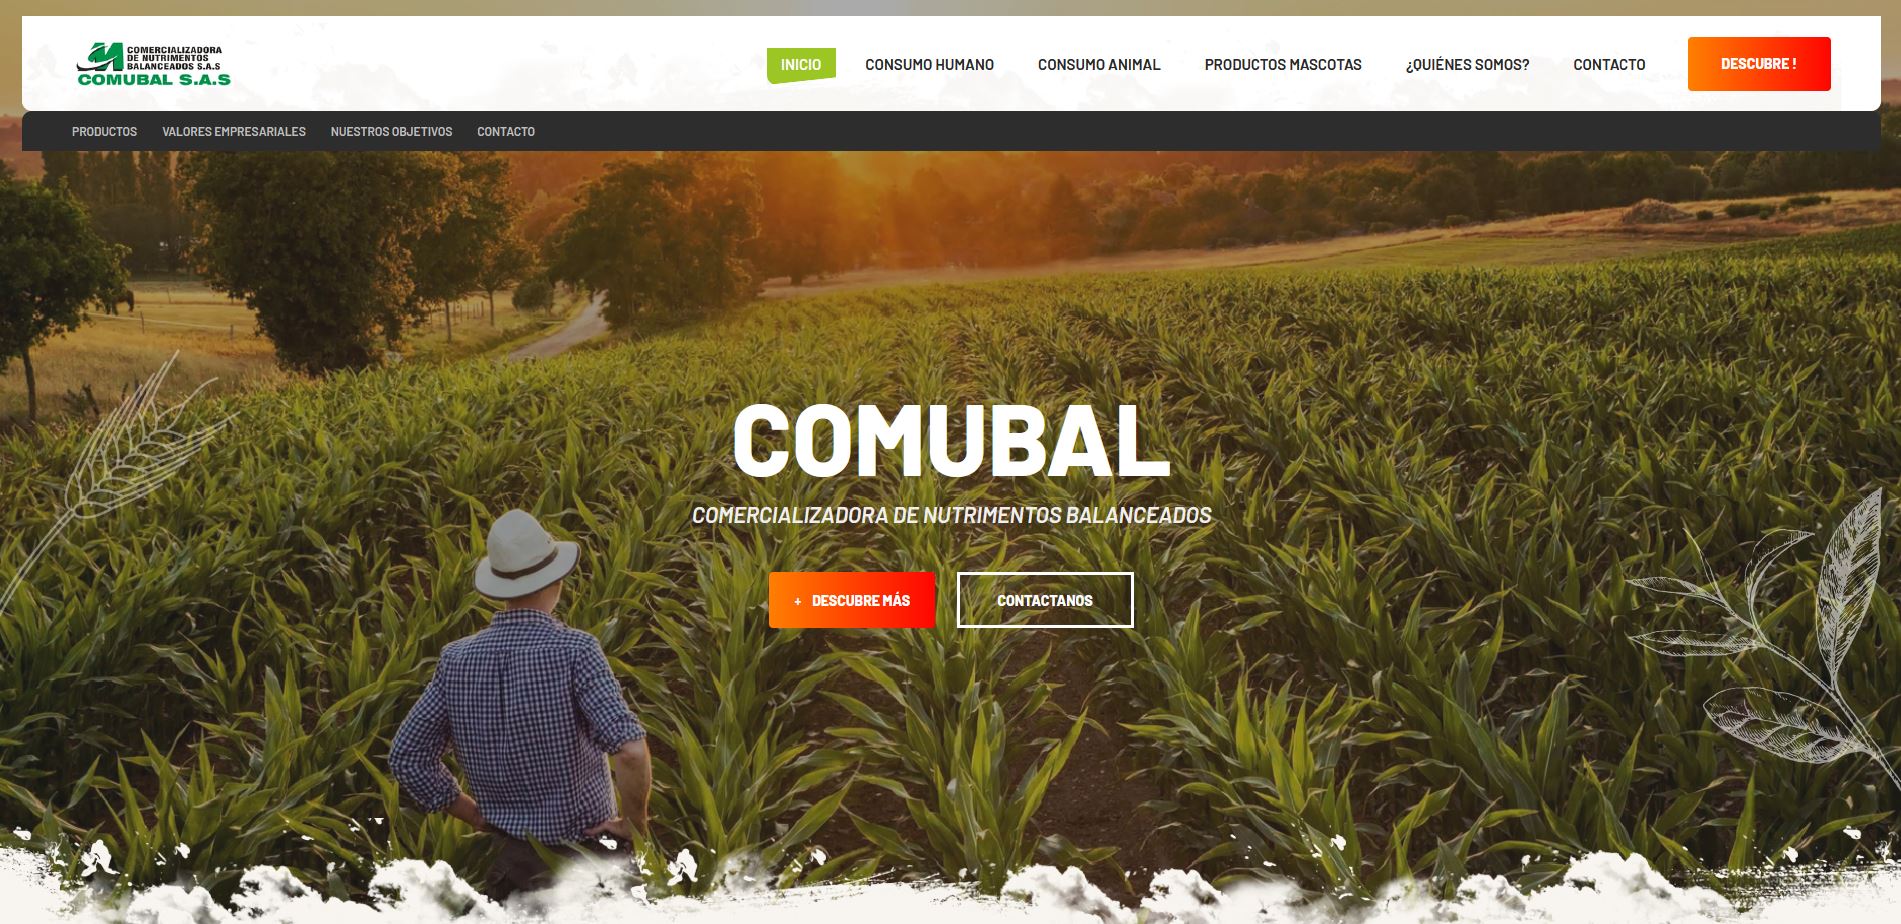 COMERCIALIZADORA
DE NUTRIMENTOS
BALANCEADOS S.A.S
COMUBAL S.A.S
INICIO
CONSUMO HUMANO
CONSUMO ANIMAL
PRODUCTOS MASCOTAS
¿QUIÉNES SOMOS?
CONTACTO
DESCUBRE !
PRODUCTOS
VALORES EMPRESARIALES
NUESTROS OBJETIVOS
CONTACTO
COMUBAL
COMERCIALIZADORA DE NUTRIMENTOS BALANCEADOS
+ DESCUBRE MÁS
CONTACTANOS